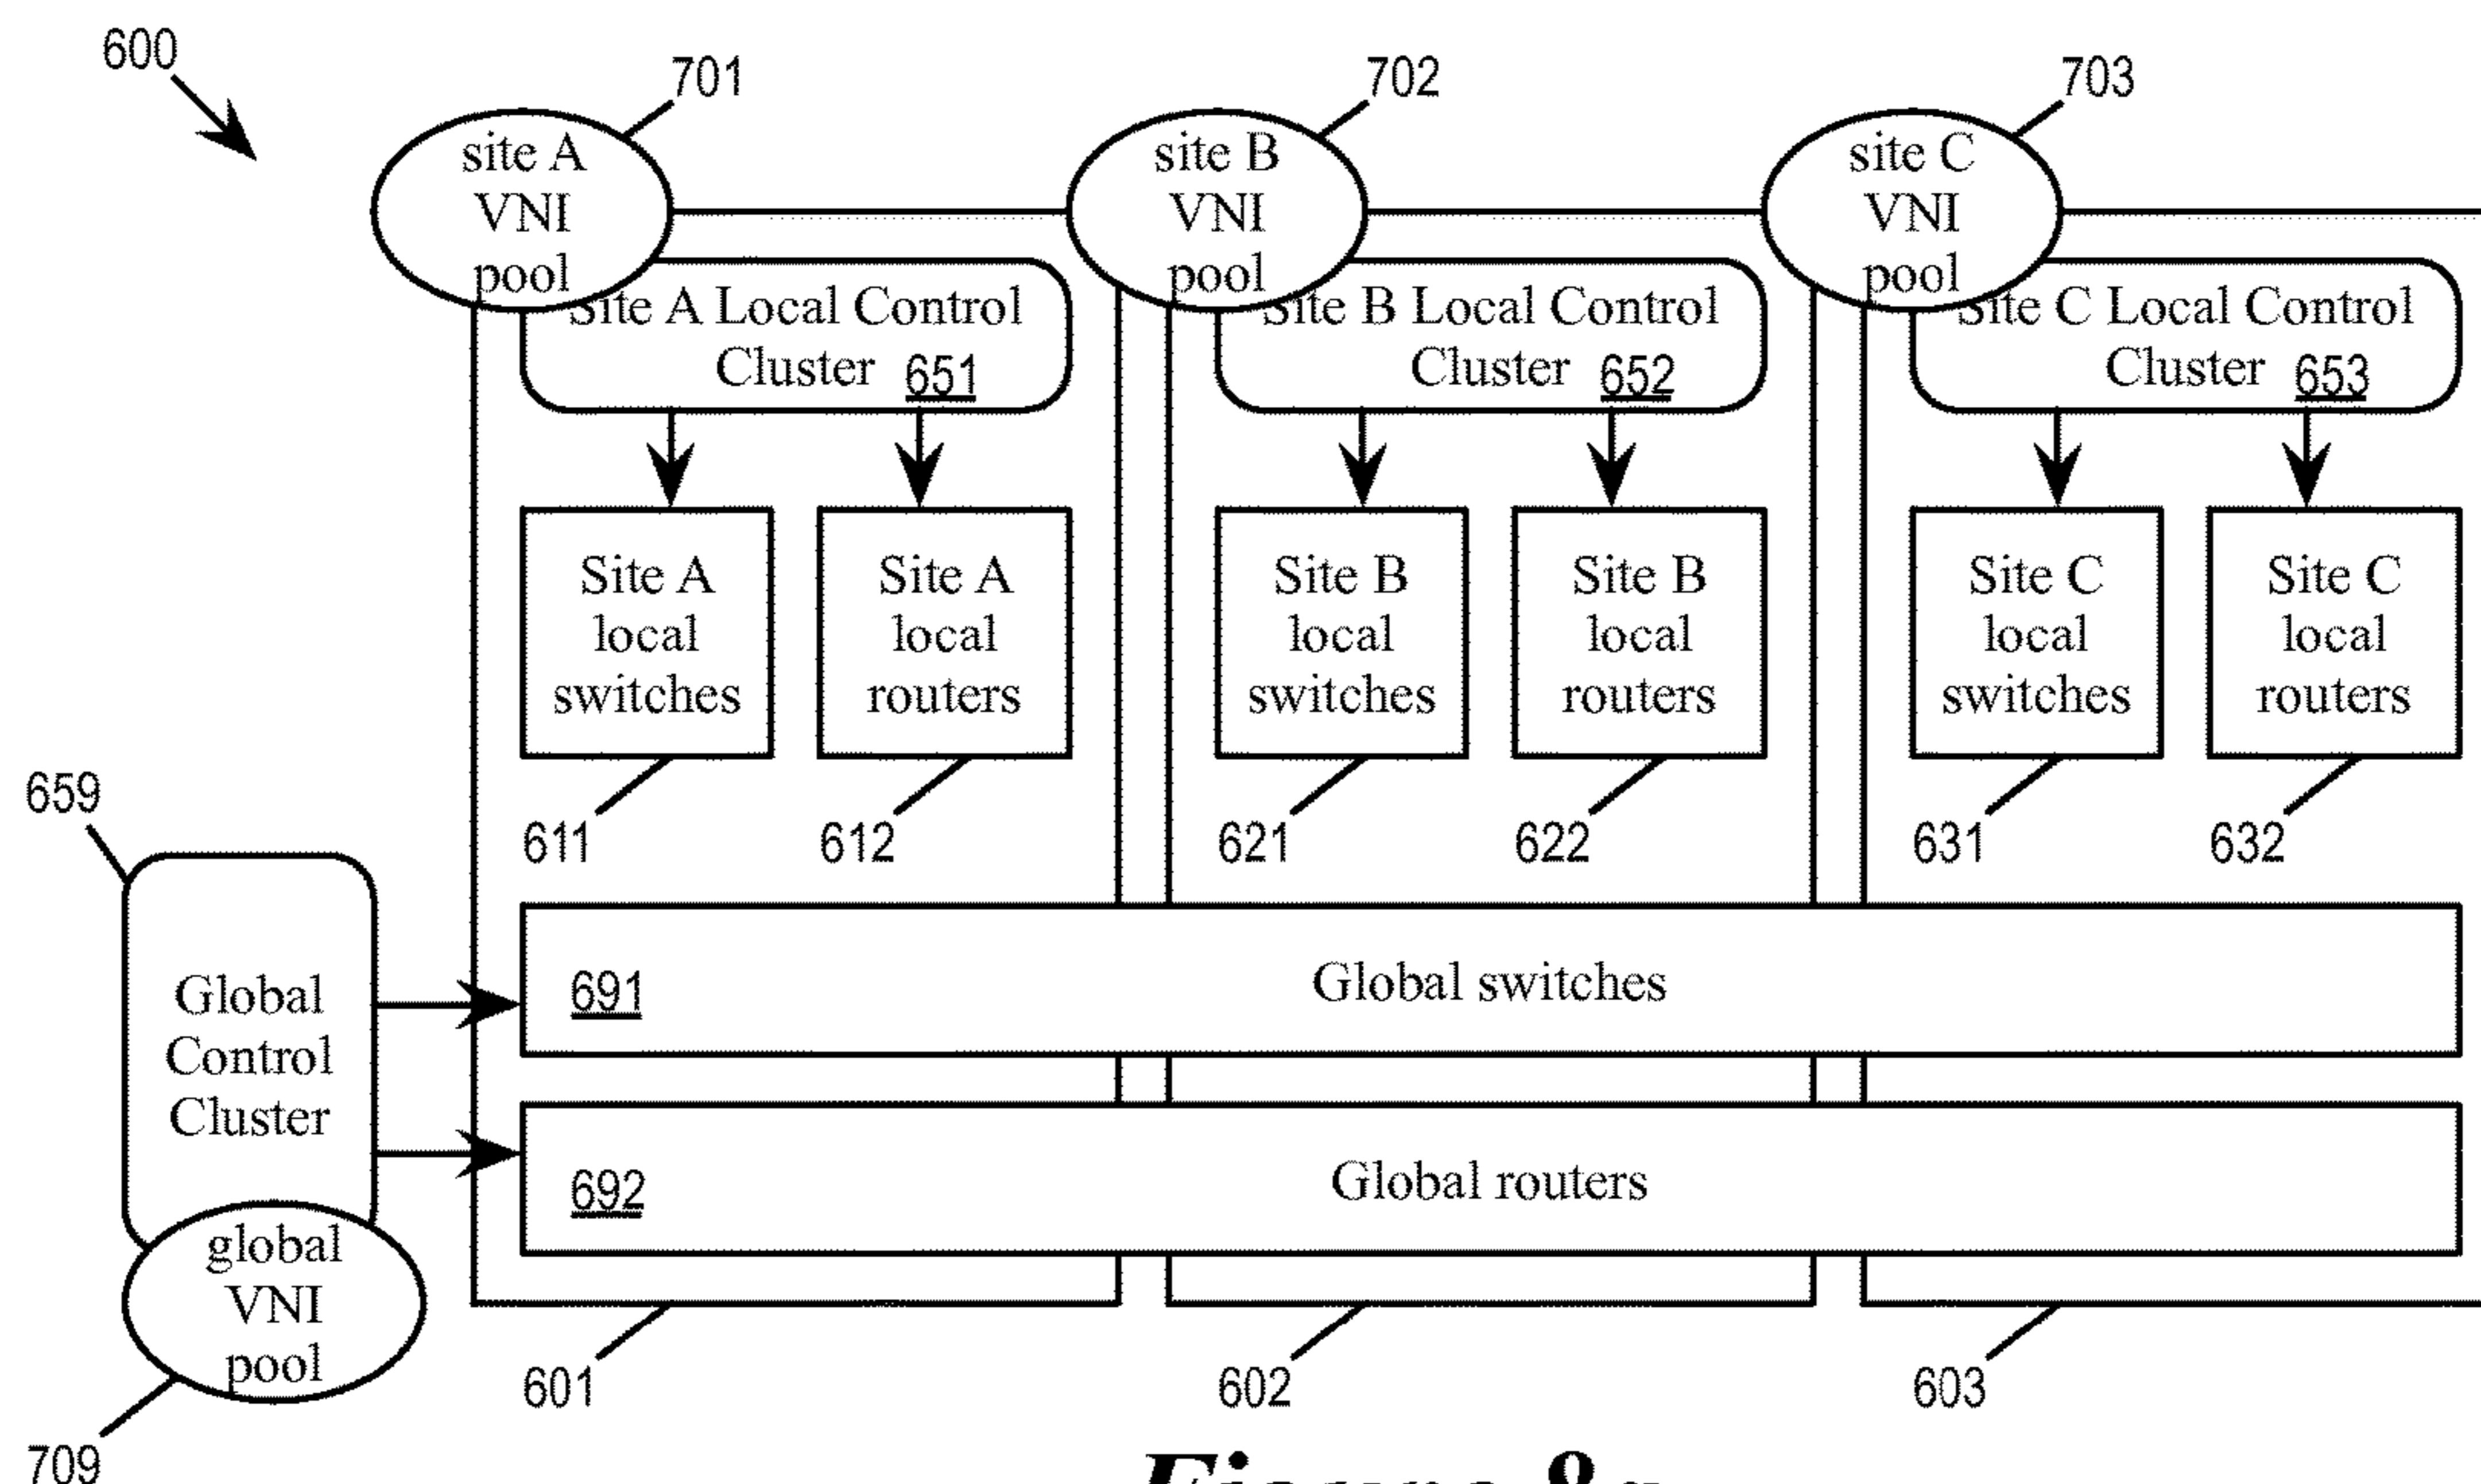 600
701
702
703
site A
VNI
pool
site B
VNI
pool
site C
VNI
pool
Site A Local Control
Cluster 651
Site B Local Control
Cluster 652
Site C Local Control
Cluster 653
Site A
local
switches
Site A
local
routers
Site B
local
switches
Site B
local
routers
Site C
local
switches
Site C
local
routers
611
612
621
622
631
632
659
Global
Control
Cluster
691 Global switches
692 Global routers
global
VNI
pool
709
601
602
603